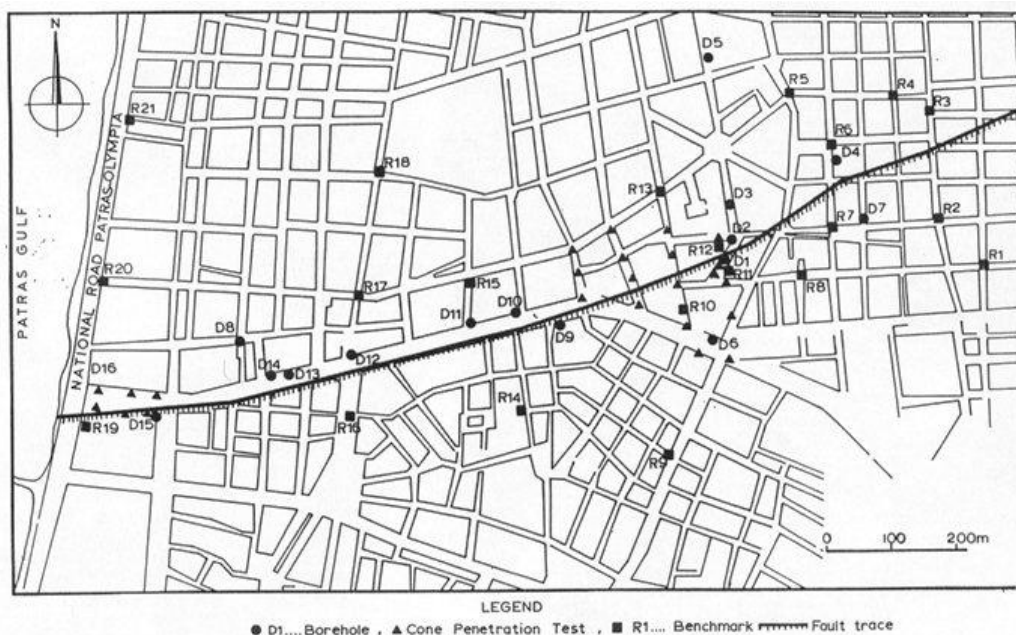 N
D5
R5
R4
R3
R21
R6
D4
R18
R13
D3
R7
D7
R2
D2
R12
D1
R11
R1
R8
PATRAS GULF
NATIONAL ROAD PATRAS-OLYMPIA
R20
R17
R15
D10
R10
D11
D9
D8
D6
D12
D14
D13
D16
R14
R16
D15
R19
R9
0 100 200m
LEGEND
D1.... Borehole , Cone Penetration Test , R1.... Benchmark Fault trace